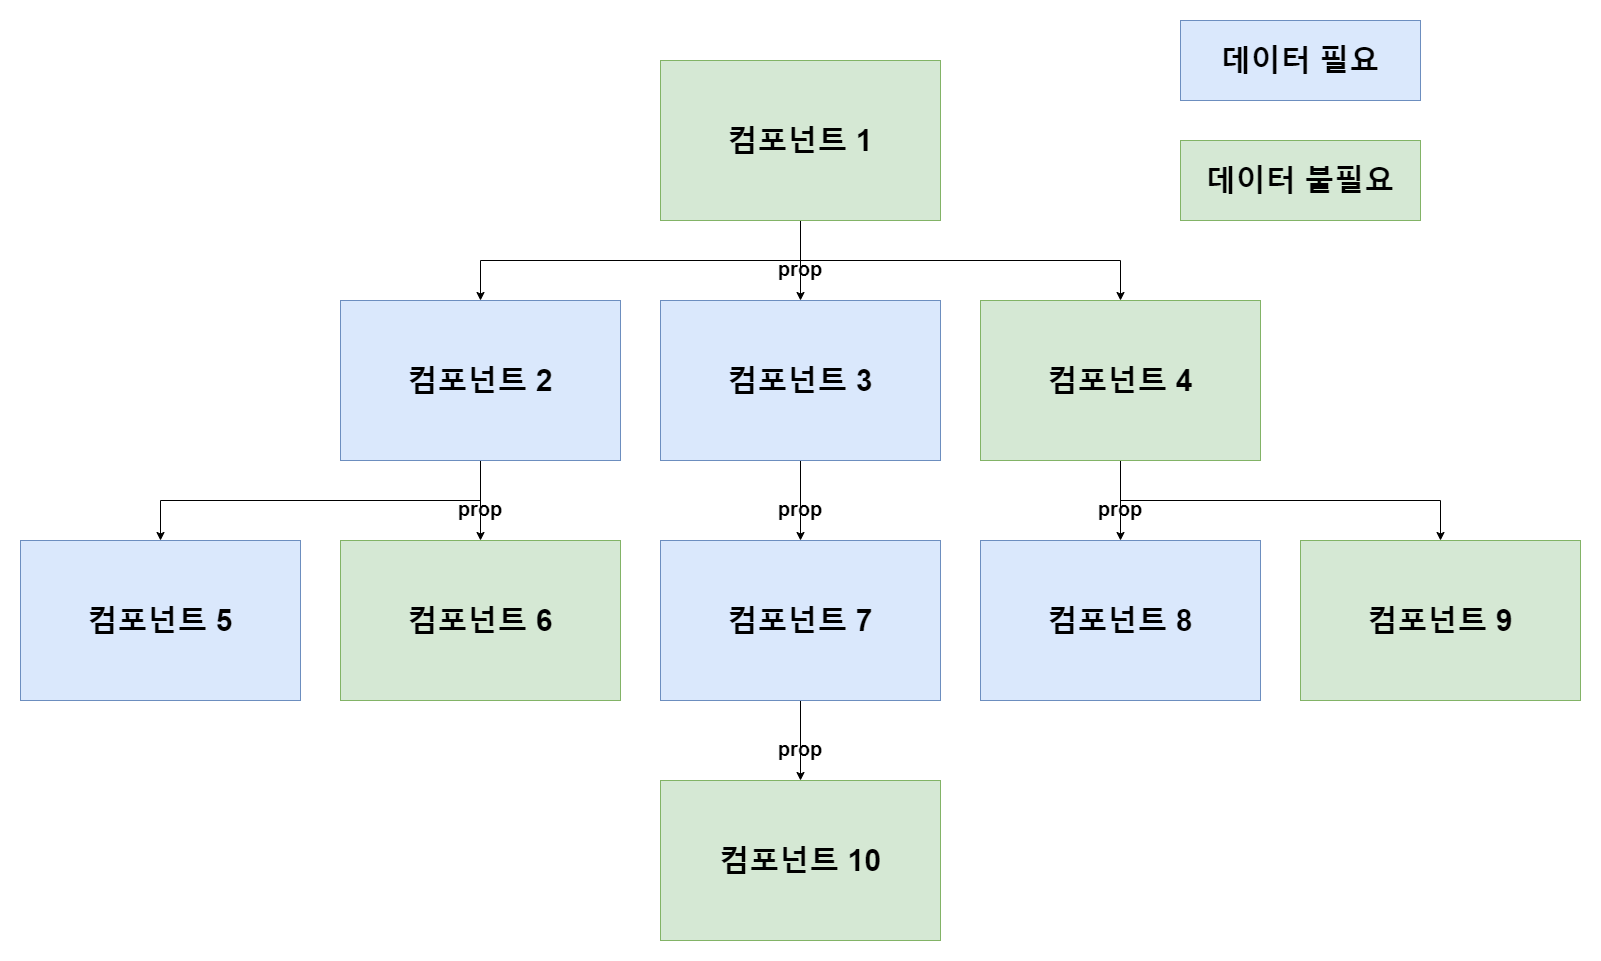 데이터 필요
컴포넌트 1
데이터 불필요
prop
컴포넌트 2
컴포넌트 3
컴포넌트 4
prop
prop
prop
컴포넌트 5
컴포넌트 6
컴포넌트 7
컴포넌트 8
컴포넌트 9
prop
컴포넌트 10